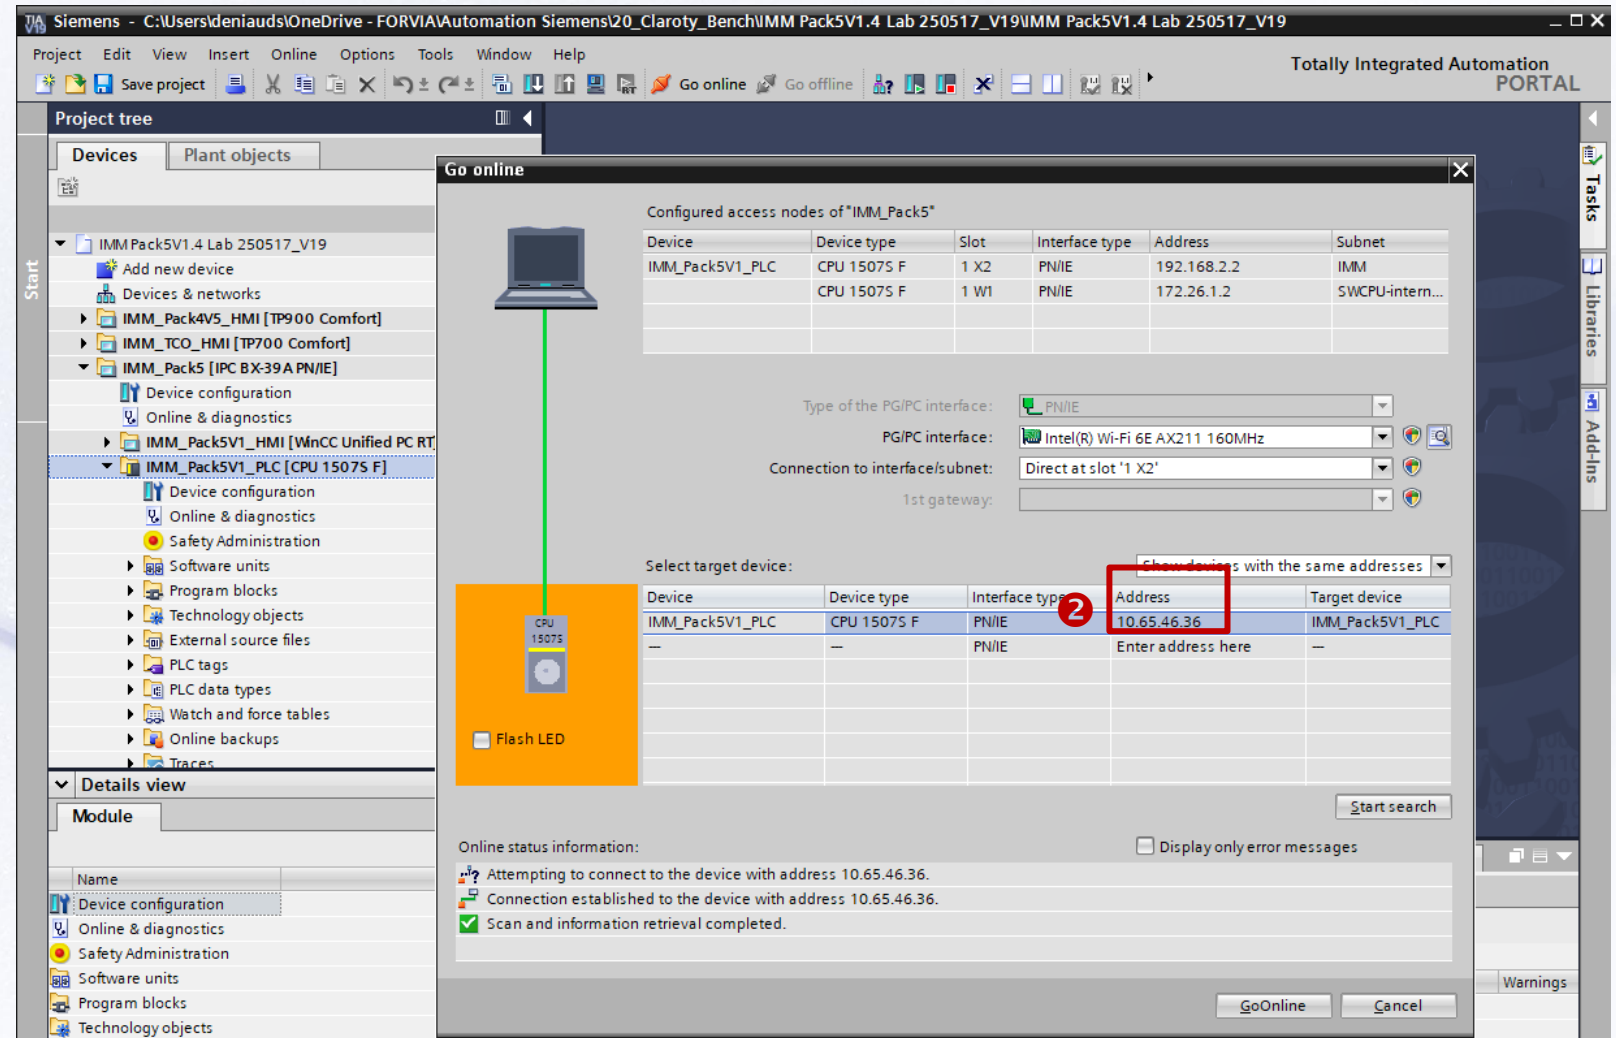 Siemens - C:\Users\deniauds\OneDrive - FORVIA\Automation Siemens\20_Claroty_Bench\IMM Pack5V1.4 Lab 250517_V19\IMM Pack5V1.4 Lab 250517_V19
Project Edit View Insert Online Options Tools Window Help
Totally Integrated Automation
PORTAL
Save project Go online Go offline
Project tree
Devices Plant objects
IMM Pack5V1.4 Lab 250517_V19
Add new device
Devices & networks
IMM_Pack4V5_HMI [TP900 Comfort]
IMM_TCO_HMI [TP700 Comfort]
IMM_Pack5 [IPC BX-39A PN/IE]
Device configuration
Online & diagnostics
IMM_Pack5V1_HMI [WinCC Unified PC RT]
IMM_Pack5V1_PLC [CPU 1507S F]
Device configuration
Online & diagnostics
Safety Administration
Software units
Program blocks
Technology objects
External source files
PLC tags
PLC data types
Watch and force tables
Online backups
Traces
Details view
Module
Name
Device configuration
Online & diagnostics
Safety Administration
Software units
Program blocks
Technology objects
Start
Go online
Configured access nodes of "IMM_Pack5"
Device Device type Slot Interface type Address Subnet
IMM_Pack5V1_PLC CPU 1507S F 1 X2 PN/IE 192.168.2.2 IMM
CPU 1507S F 1 W1 PN/IE 172.26.1.2 SWCPU-intern...
Type of the PG/PC interface: PN/IE
PG/PC interface: Intel(R) Wi-Fi 6E AX211 160MHz
Connection to interface/subnet: Direct at slot '1 X2'
1st gateway:
Select target device: Show devices with the same addresses
Device Device type Interface type Address Target device
IMM_Pack5V1_PLC CPU 1507S F PN/IE 10.65.46.36 IMM_Pack5V1_PLC
— — PN/IE Enter address here —
2
CPU
1507S
Flash LED
Start search
Online status information: Display only error messages
Attempting to connect to the device with address 10.65.46.36.
Connection established to the device with address 10.65.46.36.
Scan and information retrieval completed.
GoOnline Cancel
Tasks
Libraries
Add-Ins
Warnings